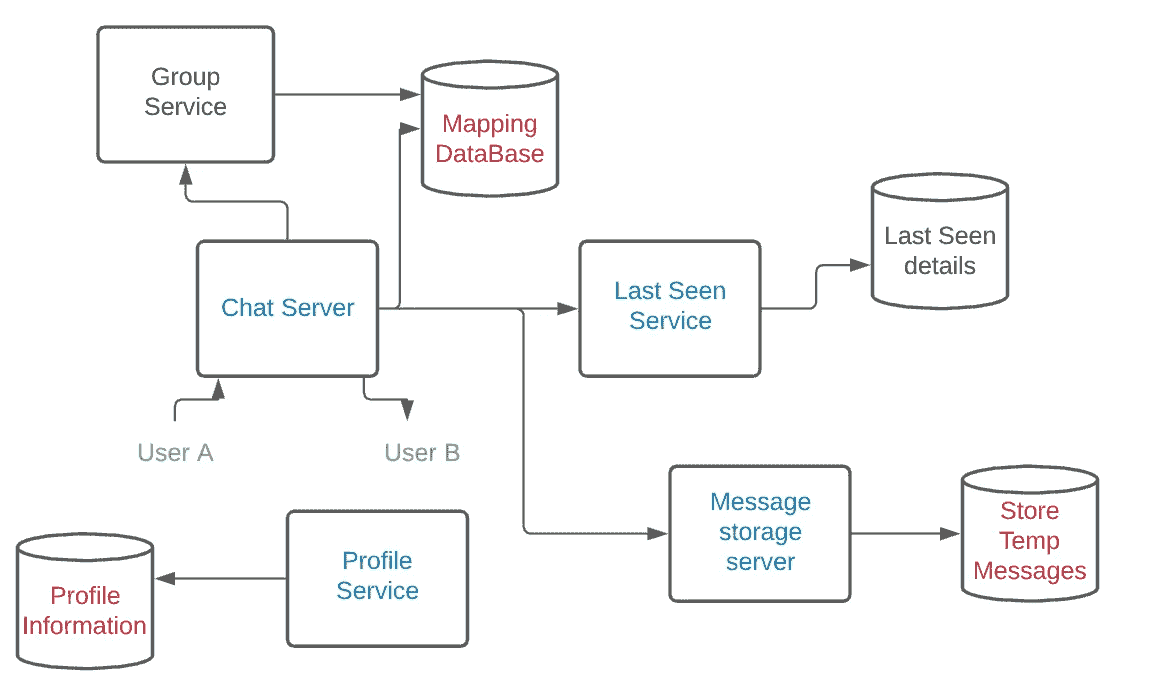 Group
Service
Mapping
DataBase
Last Seen
details
Chat Server
Last Seen
Service
User A
User B
Message
storage
server
Store
Temp
Messages
Profile
Service
Profile
Information